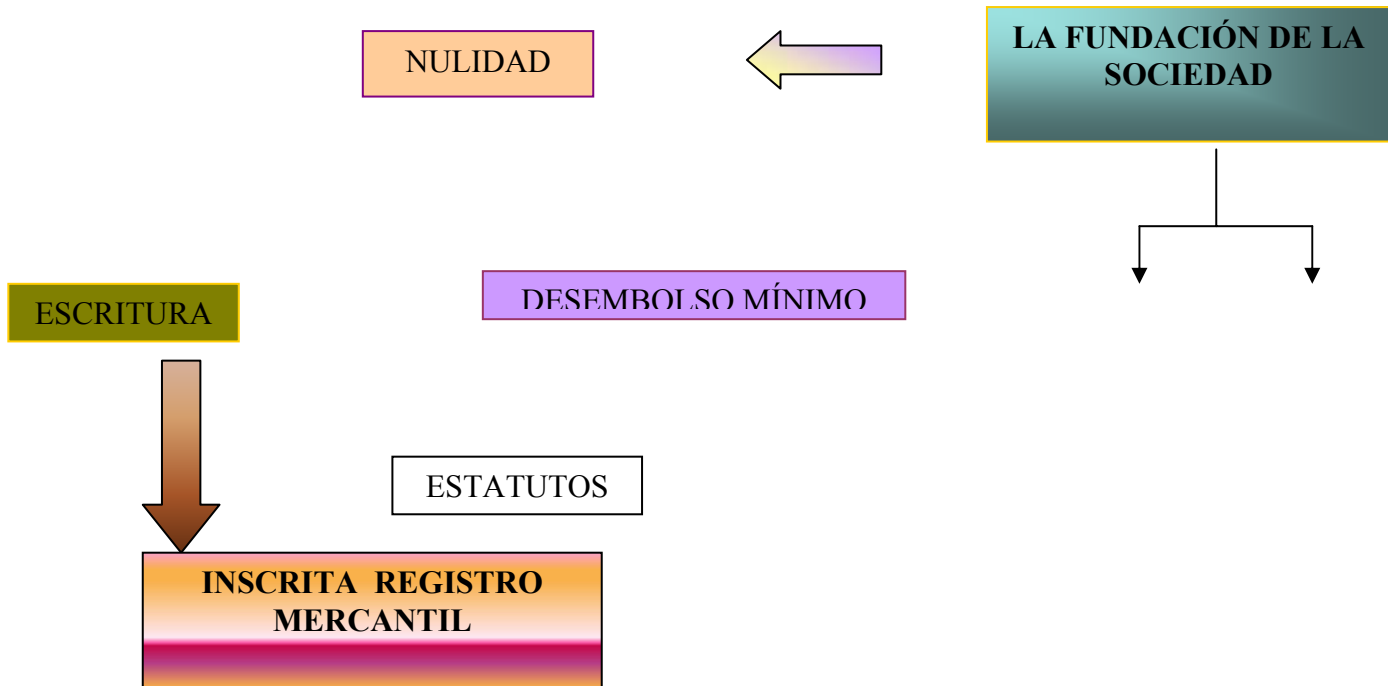 NULIDAD
LA FUNDACIÓN DE LA
SOCIEDAD
ESCRITURA
DESEMBOLSO MÍNIMO
ESTATUTOS
INSCRITA REGISTRO
MERCANTIL